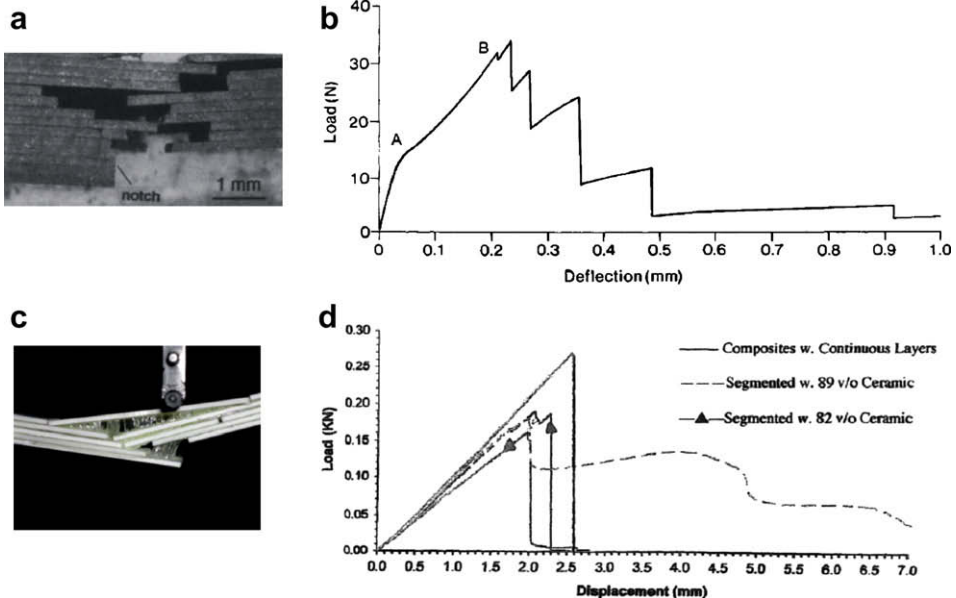 a
notch
1 mm
b
40
30
20
10
0
Load (N)
A
B
0
0.1
0.2
0.3
0.4
0.5
0.6
0.7
0.8
0.9
1.0
Deflection (mm)
c
d
0.30
0.25
0.20
0.15
0.10
0.05
0.00
Load (KN)
Composites w. Continuous Layers
Segmented w. 89 v/o Ceramic
Segmented w. 82 v/o Ceramic
0.0 0.5 1.0 1.5 2.0 2.5 3.0 3.5 4.0 4.5 5.0 5.5 6.0 6.5 7.0
Displacement (mm)